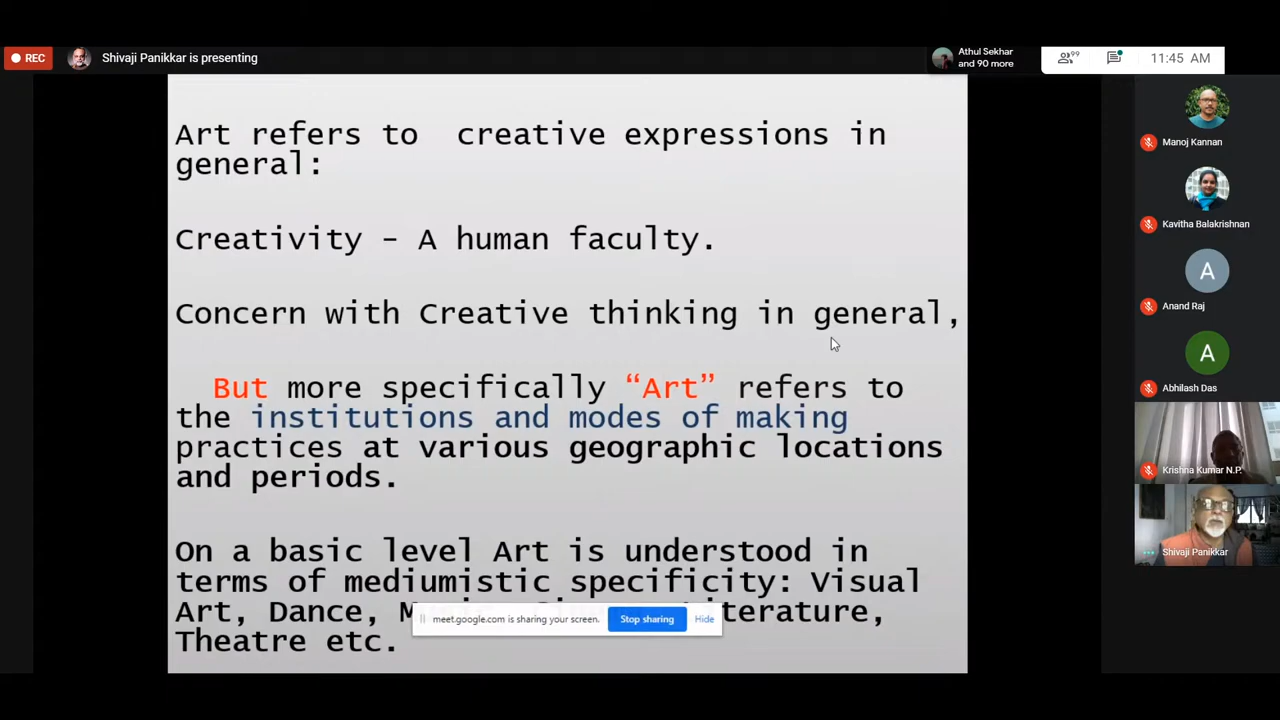 REC
Shivaji Panikkar is presenting
Athul Sekhar
and 90 more
99
11:45 AM
Art refers to creative expressions in
general:
Creativity – A human faculty.
Concern with Creative thinking in general,
But more specifically “Art” refers to
the institutions and modes of making
practices at various geographic locations
and periods.
On a basic level Art is understood in
terms of mediumistic specificity: Visual
Art, Dance, Literature,
Theatre etc.
meet.google.com is sharing your screen.
Stop sharing
Hide
Manoj Kannan
Kavitha Balakrishnan
A
Anand Raj
A
Abhilash Das
Krishna Kumar N.P.
Shivaji Panikkar